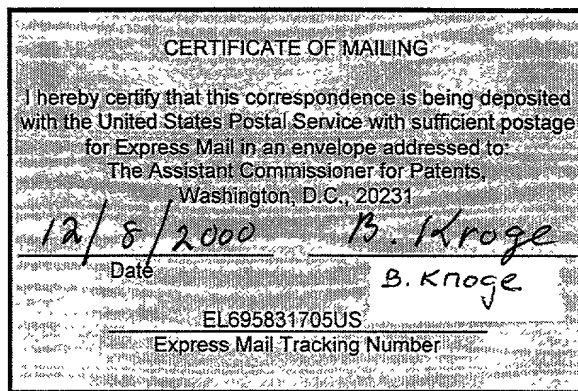 CERTIFICATE OF MAILING
I hereby certify that this correspondence is being deposited
with the United States Postal Service with sufficient postage
for Express Mail in an envelope addressed to:
The Assistant Commissioner for Patents,
Washington, D.C., 20231
12/8/2000 B. Kroge
Date B. Kroge
EL695831705US
Express Mail Tracking Number